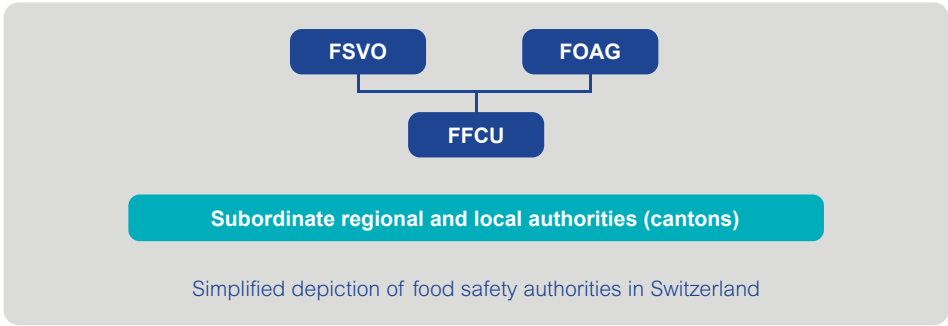 FSVO
FOAG
FFCU
Subordinate regional and local authorities (cantons)
Simplified depiction of food safety authorities in Switzerland